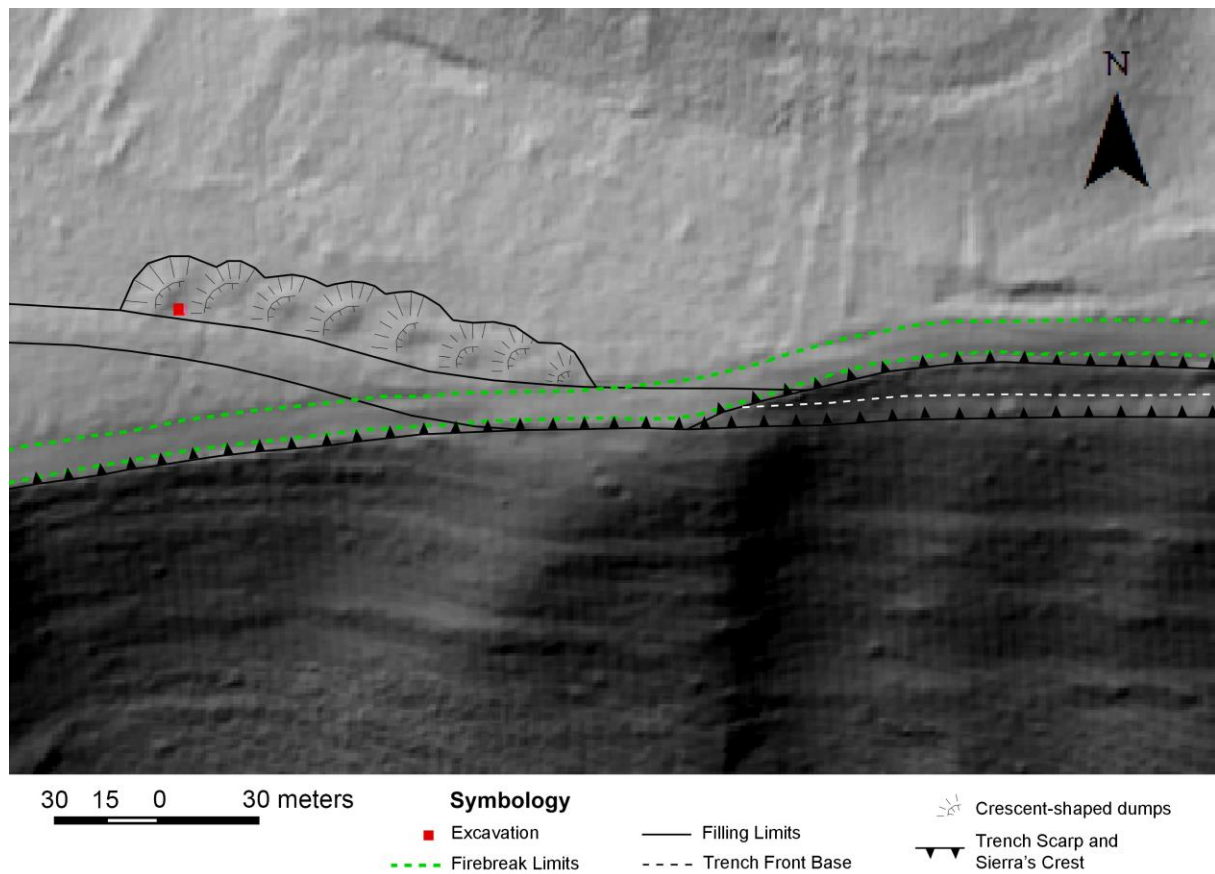 N
30 15 0 30 meters
Symbology
Excavation
Filling Limits
Crescent-shaped dumps
Firebreak Limits
Trench Front Base
Trench Scarp and
Sierra's Crest